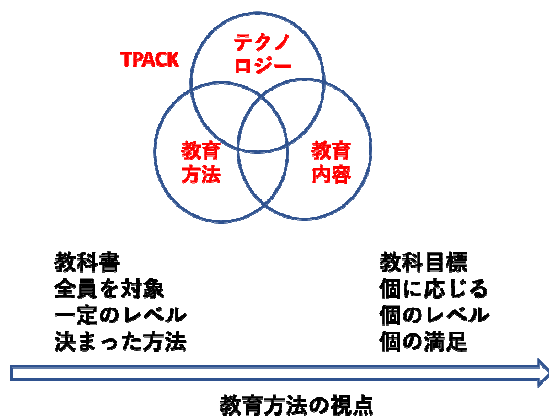 TPACK
テクノ
ロジー
教育
方法
教育
内容
教科書
全員を対象
一定のレベル
決まった方法
教科目標
個に応じる
個のレベル
個の満足
教育方法の視点